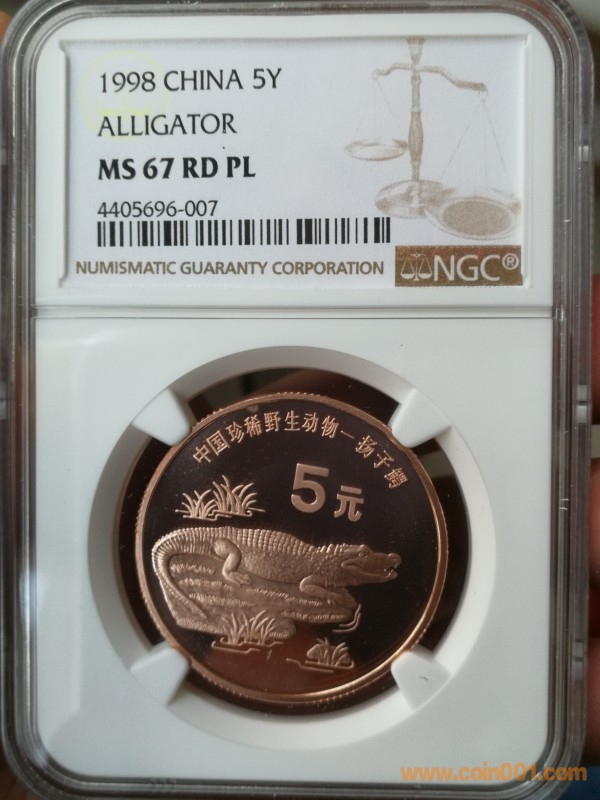 1998 CHINA 5Y
ALLIGATOR
MS 67 RD PL
4405696-007
NUMISMATIC GUARANTY CORPORATION
NGC®
中国珍稀野生动物—扬子鳄
5元
www.coin001.com